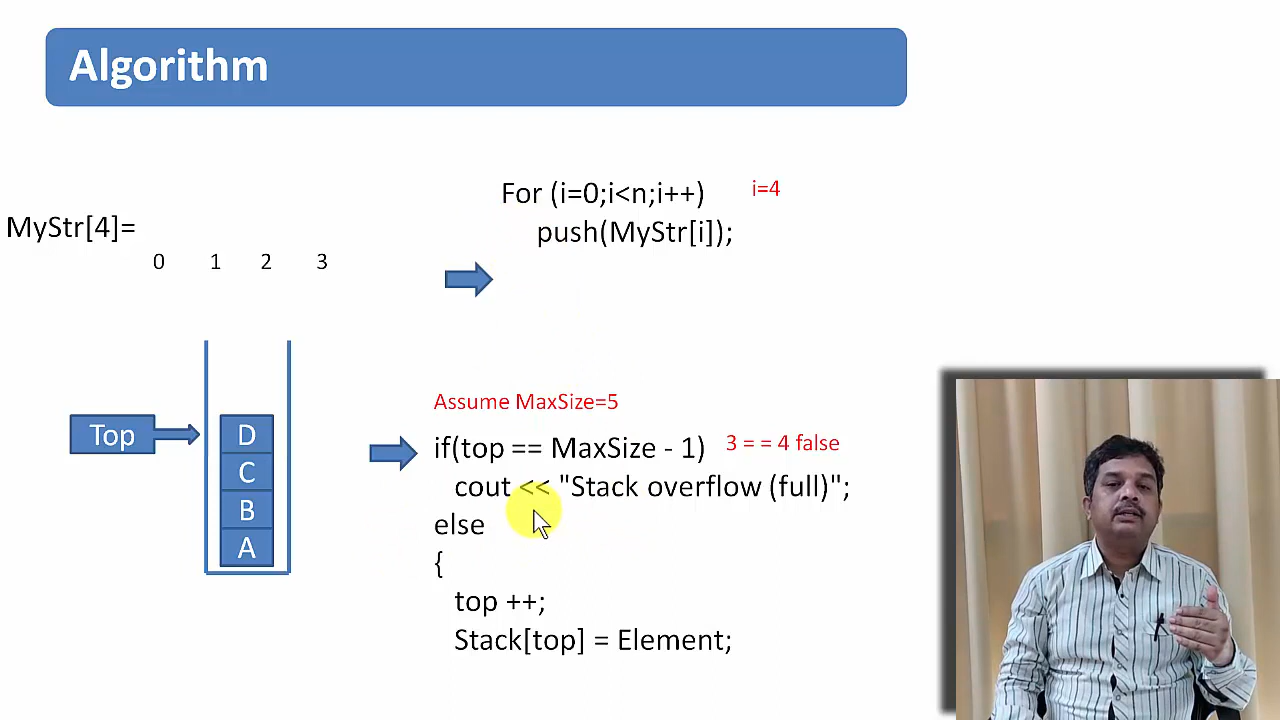 Algorithm
For (i=0;i<n;i++) i=4
push(MyStr[i]);
MyStr[4]=
0 1 2 3
Assume MaxSize=5
Top
D
C
B
A
if(top == MaxSize - 1) 3 = = 4 false
cout << "Stack overflow (full)";
else
{
top ++;
Stack[top] = Element;